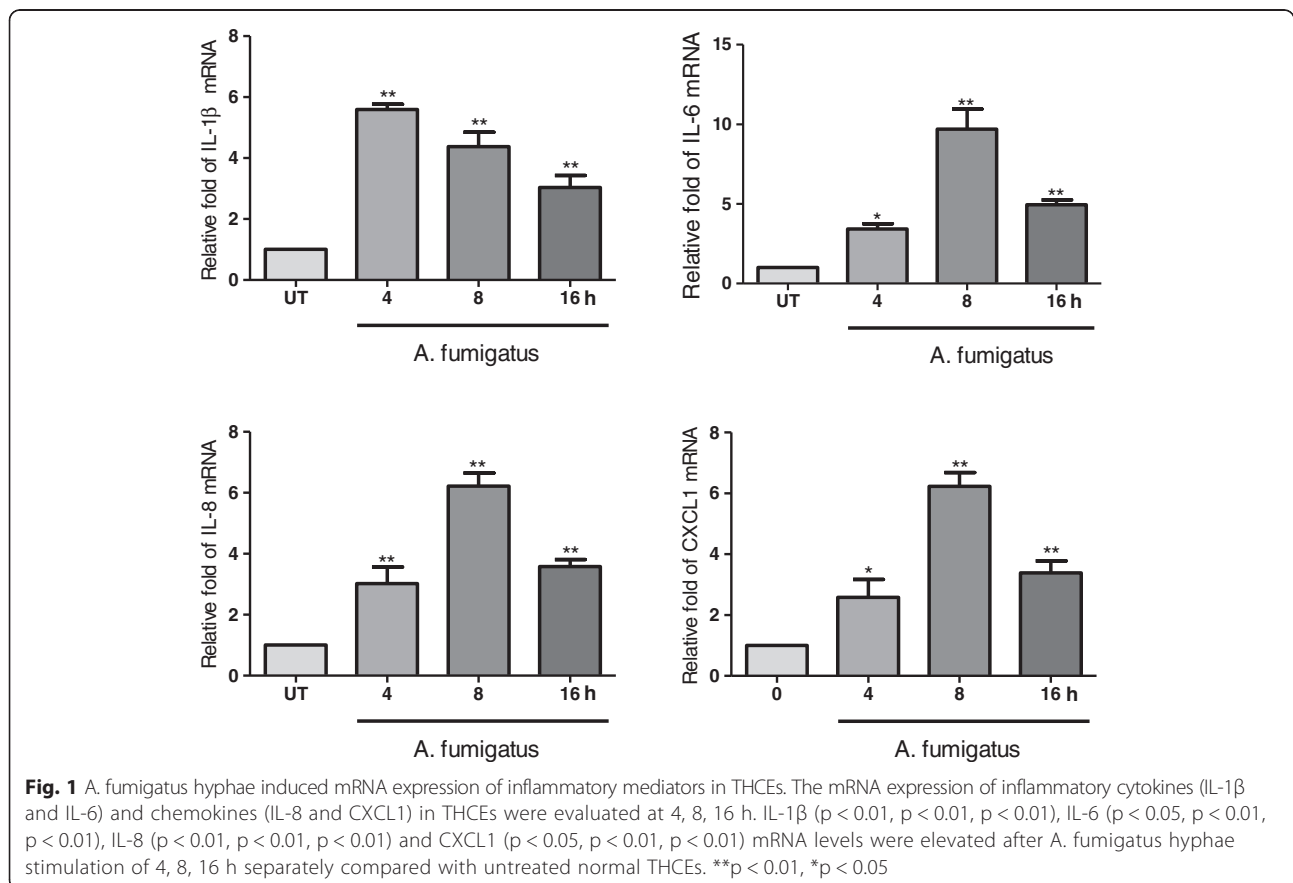 Relative fold of IL-1β mRNA
8
6
4
2
0
**
**
**
UT 4 8 16 h
A. fumigatus
Relative fold of IL-6 mRNA
15
10
5
0
*
**
**
UT 4 8 16 h
A. fumigatus
Relative fold of IL-8 mRNA
8
6
4
2
0
**
**
**
UT 4 8 16 h
A. fumigatus
Relative fold of CXCL1 mRNA
8
6
4
2
0
*
**
**
0 4 8 16 h
A. fumigatus
Fig. 1 A. fumigatus hyphae induced mRNA expression of inflammatory mediators in THCEs. The mRNA expression of inflammatory cytokines (IL-1β
and IL-6) and chemokines (IL-8 and CXCL1) in THCEs were evaluated at 4, 8, 16 h. IL-1β (p < 0.01, p < 0.01, p < 0.01), IL-6 (p < 0.05, p < 0.01,
p < 0.01), IL-8 (p < 0.01, p < 0.01, p < 0.01) and CXCL1 (p < 0.05, p < 0.01, p < 0.01) mRNA levels were elevated after A. fumigatus hyphae
stimulation of 4, 8, 16 h separately compared with untreated normal THCEs. **p < 0.01, *p < 0.05